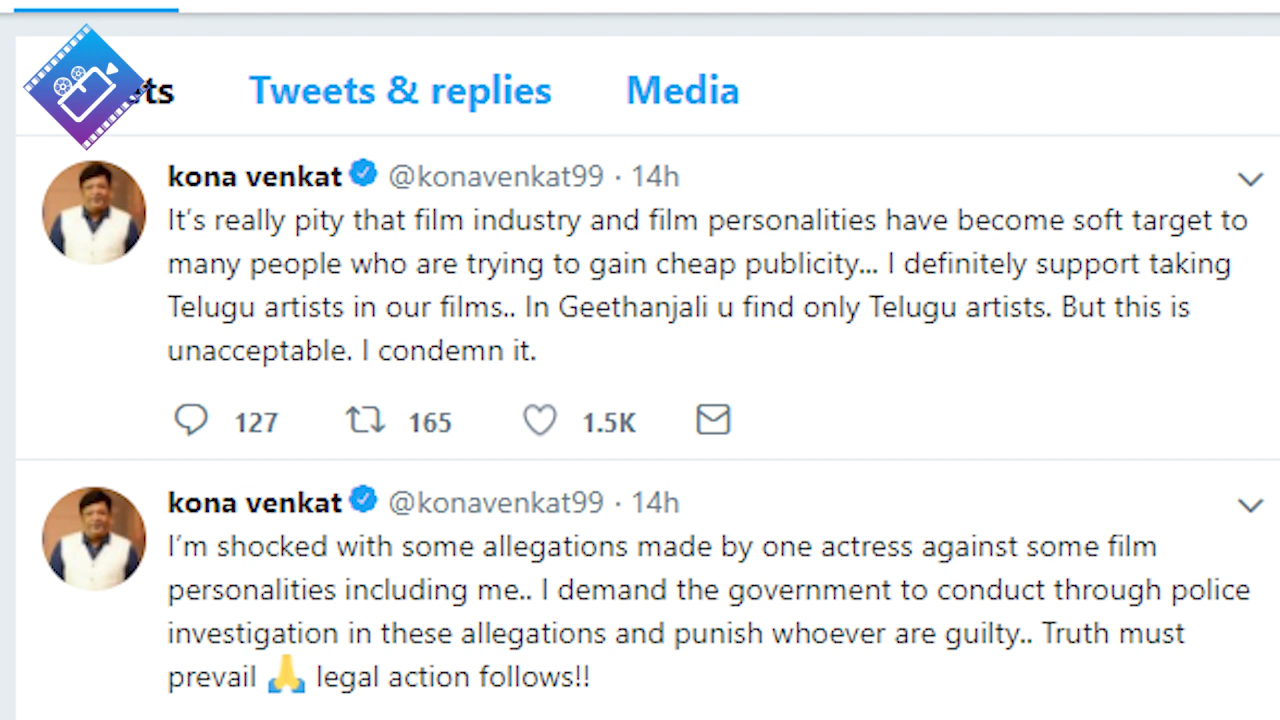 ets Tweets & replies Media
kona venkat @konavenkat99 · 14h
It’s really pity that film industry and film personalities have become soft target to
many people who are trying to gain cheap publicity... I definitely support taking
Telugu artists in our films.. In Geethanjali u find only Telugu artists. But this is
unacceptable. I condemn it.
127 165 1.5K
kona venkat @konavenkat99 · 14h
I’m shocked with some allegations made by one actress against some film
personalities including me.. I demand the government to conduct through police
investigation in these allegations and punish whoever are guilty.. Truth must
prevail 🙏 legal action follows!!